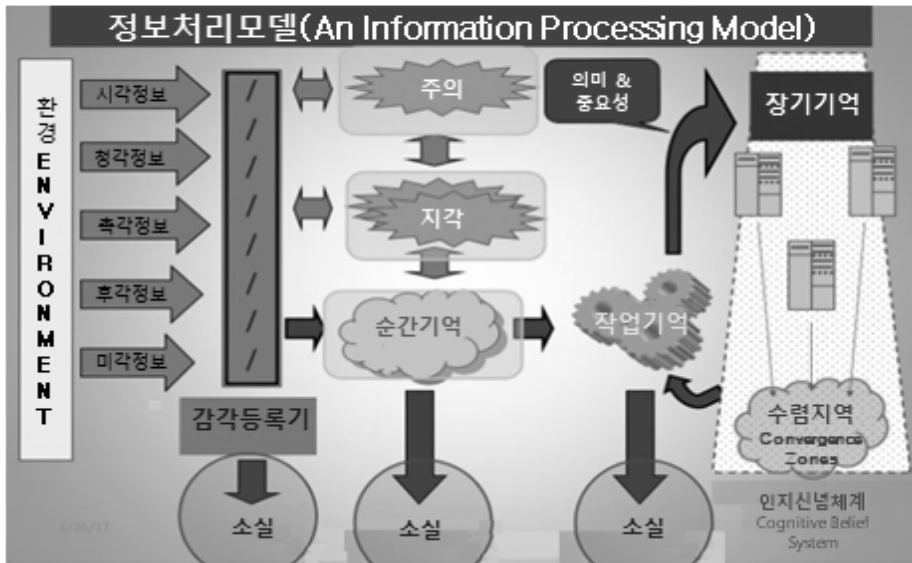 정보처리모델(An Information Processing Model)
환경 ENVIRONMENT
시각정보
청각정보
촉각정보
후각정보
미각정보
감각등록기
소실
주의
지각
순간기억
소실
의미 &
중요성
작업기억
소실
장기기억
수렴지역
Convergence
Zones
인지신념체계
Cognitive Belief
System